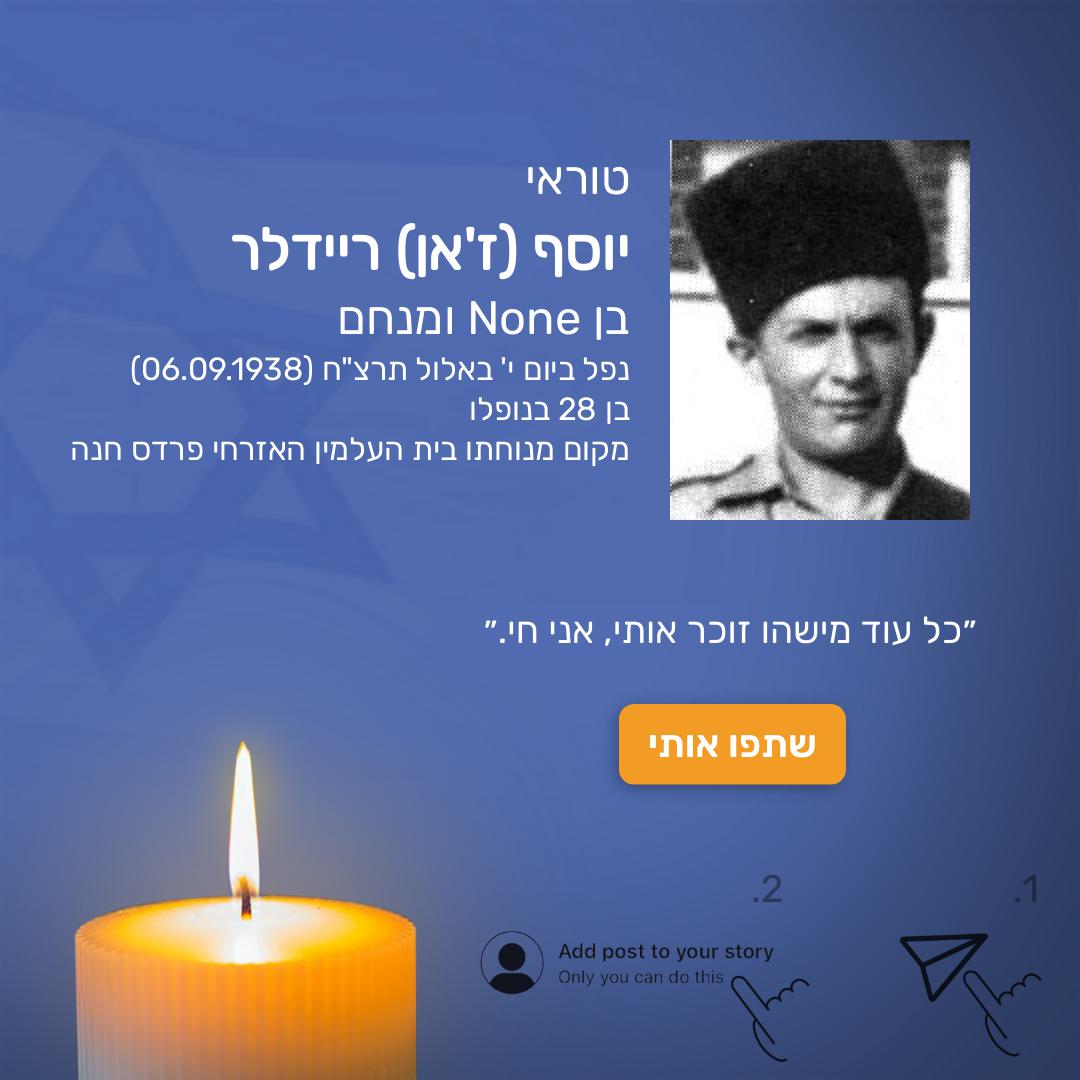 טוראי
יוסף (ז'אן) ריידלר
בן None ומנחם
נפל ביום י' באלול תרצ"ח (06.09.1938)
בן 28 בנופלו
מקום מנוחתו בית העלמין האזרחי פרדס חנה
״כל עוד מישהו זוכר אותי, אני חי.״
שתפו אותי
.1
.2
Add post to your story
Only you can do this